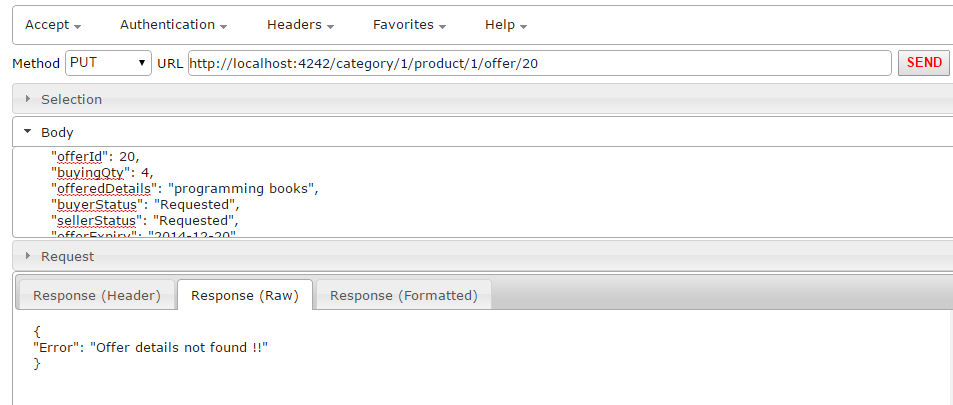 Accept Authentication Headers Favorites Help
Method PUT URL http://localhost:4242/category/1/product/1/offer/20 SEND
Selection
Body
"offerId": 20,
"buyingQty": 4,
"offeredDetails": "programming books",
"buyerStatus": "Requested",
"sellerStatus": "Requested",
"offerExpiry": "2014-12-20"
Request
Response (Header) Response (Raw) Response (Formatted)
{
"Error": "Offer details not found !!"
}